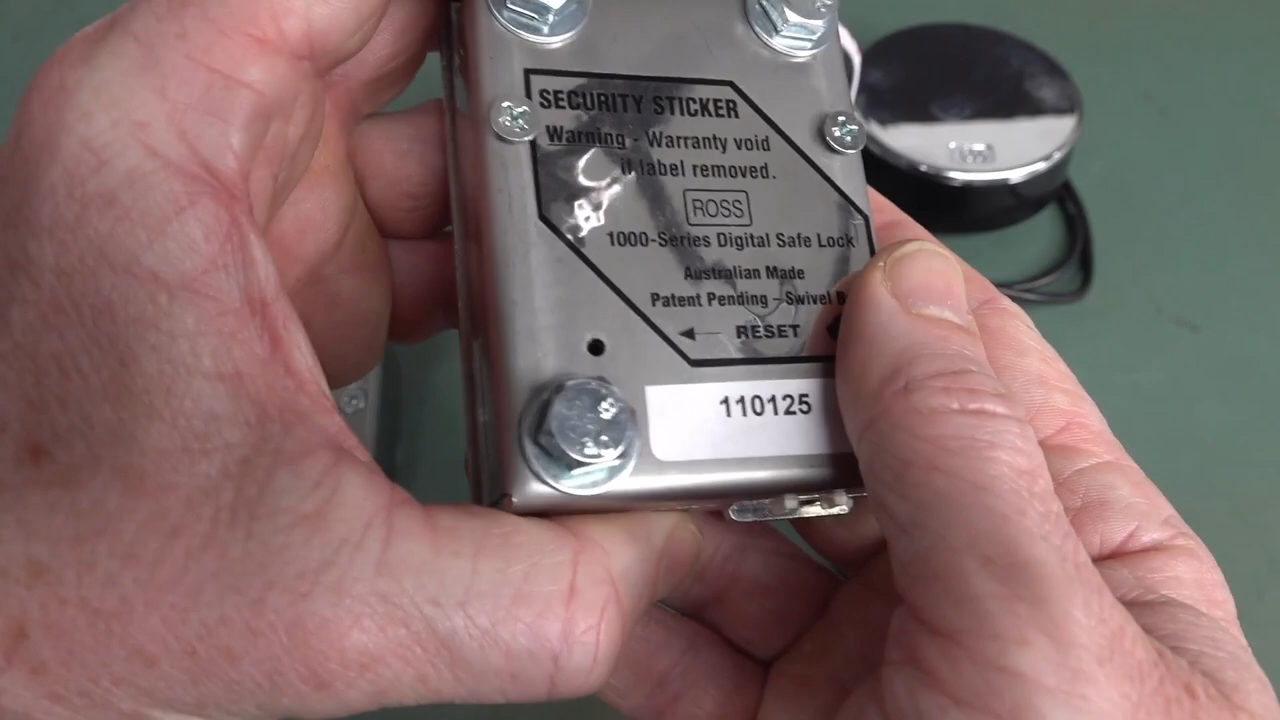 SECURITY STICKER
Warning - Warranty void
if label removed.
ROSS
1000-Series Digital Safe Lock
Australian Made
Patent Pending - Swivel
RESET
110125